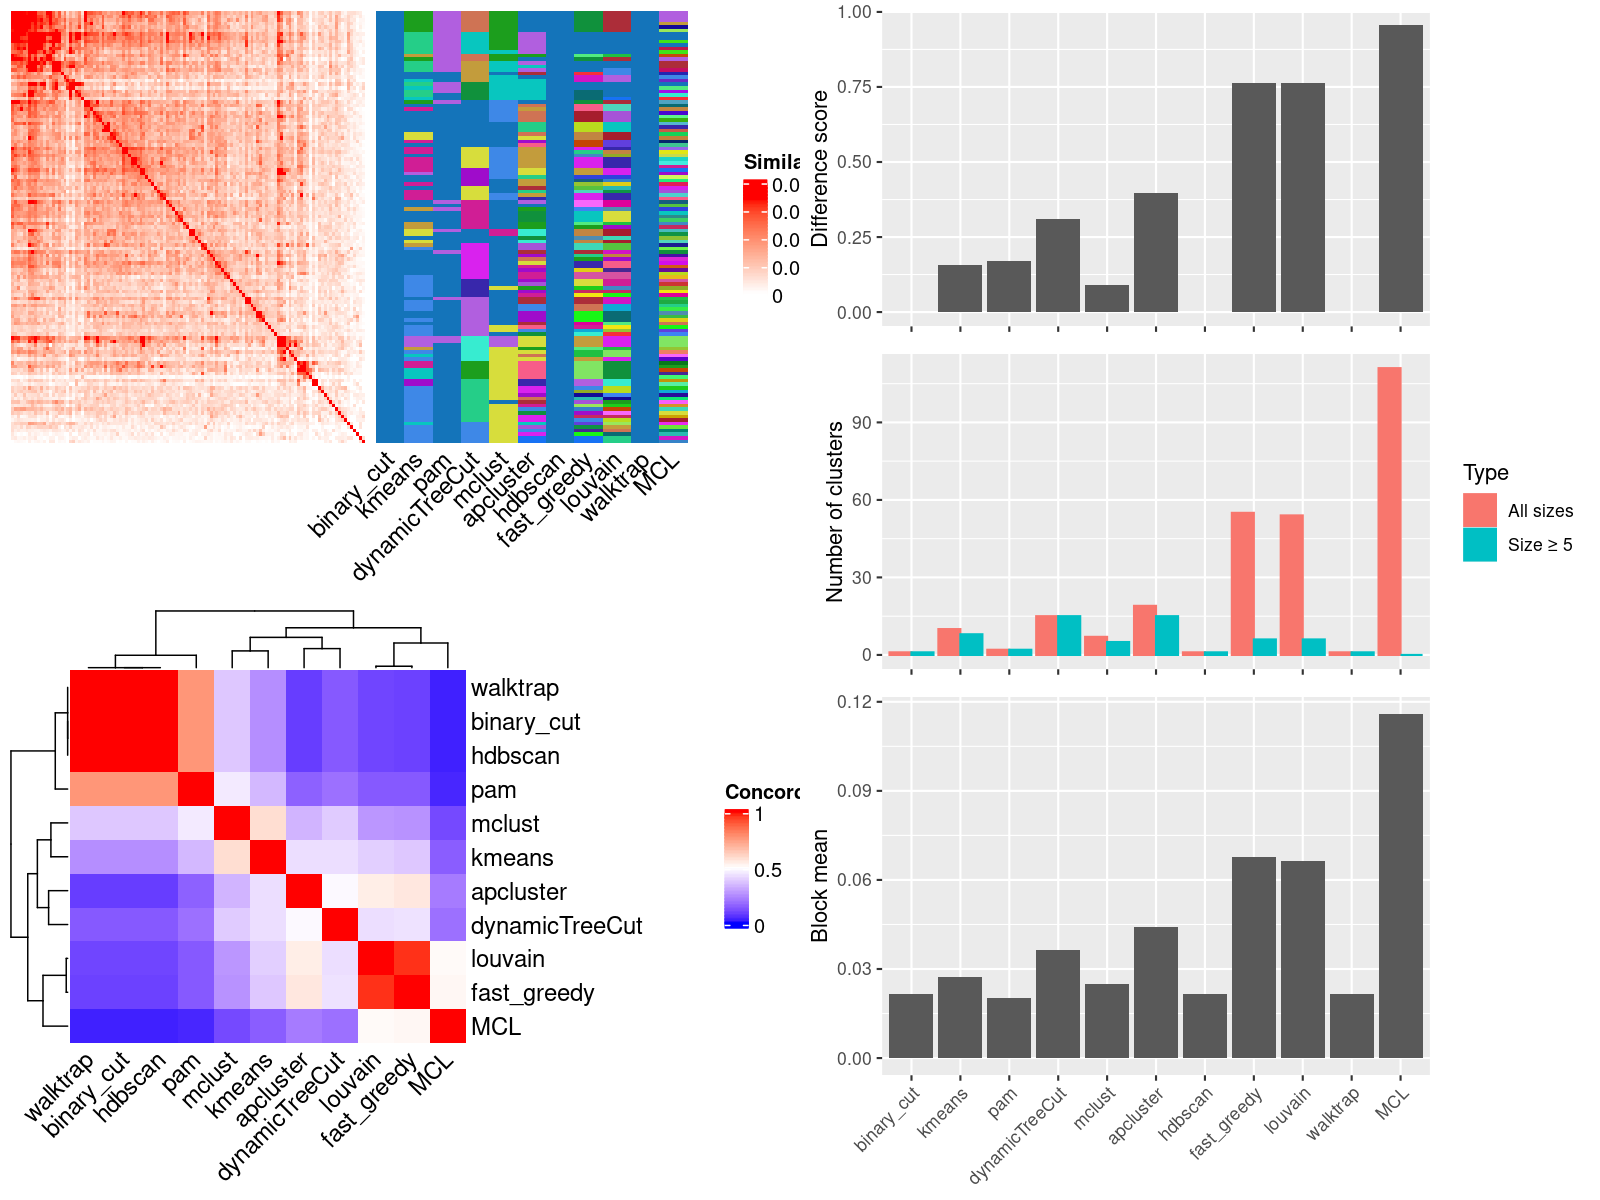 Simila
0.0
0.0
0.0
0.0
0
binary_cut
kmeans
pam
dynamicTreeCut
mclust
apcluster
hdbscan
fast_greedy
louvain
walktrap
MCL
walktrap
binary_cut
hdbscan
pam
mclust
kmeans
apcluster
dynamicTreeCut
louvain
fast_greedy
MCL
walktrap
binary_cut
hdbscan
pam
mclust
kmeans
apcluster
dynamicTreeCut
louvain
fast_greedy
MCL
Concord
1
0.5
0
Difference score
1.00
0.75
0.50
0.25
0.00
Number of clusters
90
60
30
0
Type
All sizes
Size ≥ 5
Block mean
0.12
0.09
0.06
0.03
0.00
binary_cut
kmeans
pam
dynamicTreeCut
mclust
apcluster
hdbscan
fast_greedy
louvain
walktrap
MCL